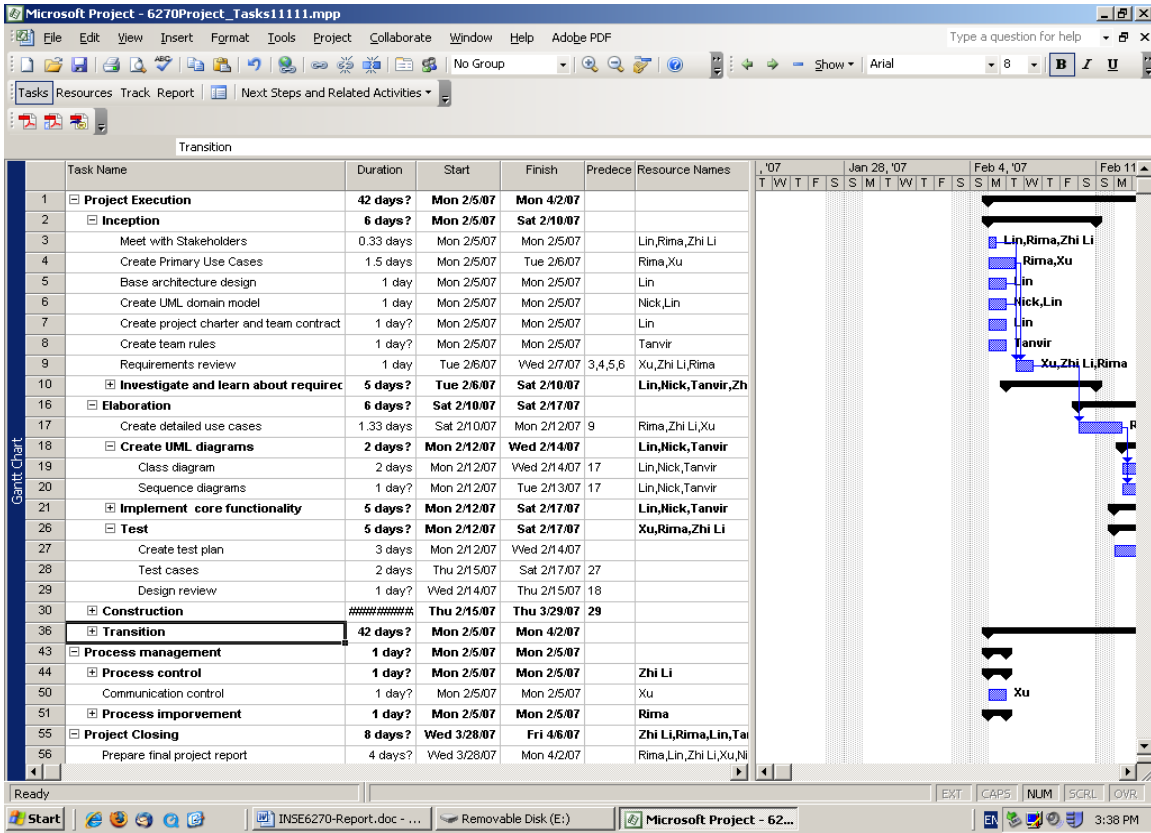 Microsoft Project - 6270Project_Tasks11111.mpp
File Edit View Insert Format Tools Project Collaborate Window Help Adobe PDF Type a question for help
No Group Show Arial 8 B I U
Tasks Resources Track Report Next Steps and Related Activities
Transition
Task Name Duration Start Finish Predece Resource Names , '07 Jan 28, '07 Feb 4, '07 Feb 11
T W T F S S M T W T F S S M T W T F S S M
1 Project Execution 42 days? Mon 2/5/07 Mon 4/2/07
2 Inception 6 days? Mon 2/5/07 Sat 2/10/07
3 Meet with Stakeholders 0.33 days Mon 2/5/07 Mon 2/5/07 Lin,Rima,Zhi Li Lin,Rima,Zhi Li
4 Create Primary Use Cases 1.5 days Mon 2/5/07 Tue 2/6/07 Rima,Xu Rima,Xu
5 Base architecture design 1 day Mon 2/5/07 Mon 2/5/07 Lin Lin
6 Create UML domain model 1 day Mon 2/5/07 Mon 2/5/07 Nick,Lin Nick,Lin
7 Create project charter and team contract 1 day? Mon 2/5/07 Mon 2/5/07 Lin Lin
8 Create team rules 1 day? Mon 2/5/07 Mon 2/5/07 Tanvir Tanvir
9 Requirements review 1 day Tue 2/6/07 Wed 2/7/07 3,4,5,6 Xu,Zhi Li,Rima Xu,Zhi Li,Rima
10 Investigate and learn about requirec 5 days? Tue 2/6/07 Sat 2/10/07 Lin,Nick,Tanvir,Zh
16 Elaboration 6 days? Sat 2/10/07 Sat 2/17/07
17 Create detailed use cases 1.33 days Sat 2/10/07 Mon 2/12/07 9 Rima,Zhi Li,Xu R
18 Create UML diagrams 2 days? Mon 2/12/07 Wed 2/14/07 Lin,Nick,Tanvir
19 Class diagram 2 days Mon 2/12/07 Wed 2/14/07 17 Lin,Nick,Tanvir
20 Sequence diagrams 1 day? Mon 2/12/07 Tue 2/13/07 17 Lin,Nick,Tanvir
21 Implement core functionality 5 days? Mon 2/12/07 Sat 2/17/07 Lin,Nick,Tanvir
26 Test 5 days? Mon 2/12/07 Sat 2/17/07 Xu,Rima,Zhi Li
27 Create test plan 3 days Mon 2/12/07 Wed 2/14/07
28 Test cases 2 days Thu 2/15/07 Sat 2/17/07 27
29 Design review 1 day? Wed 2/14/07 Thu 2/15/07 18
30 Construction ######## Thu 2/15/07 Thu 3/29/07 29
36 Transition 42 days? Mon 2/5/07 Mon 4/2/07
43 Process management 1 day? Mon 2/5/07 Mon 2/5/07
44 Process control 1 day? Mon 2/5/07 Mon 2/5/07 Zhi Li
50 Communication control 1 day? Mon 2/5/07 Mon 2/5/07 Xu Xu
51 Process imporvement 1 day? Mon 2/5/07 Mon 2/5/07 Rima
55 Project Closing 8 days? Wed 3/28/07 Fri 4/6/07 Zhi Li,Rima,Lin,Ta
56 Prepare final project report 4 days? Wed 3/28/07 Mon 4/2/07 Rima,Lin,Zhi Li,Xu,Ni
Gantt Chart
Ready EXT CAPS NUM SCRL OVR
Start INSE6270-Report.doc - ... Removable Disk (E:) Microsoft Project - 62... EN 3:38 PM